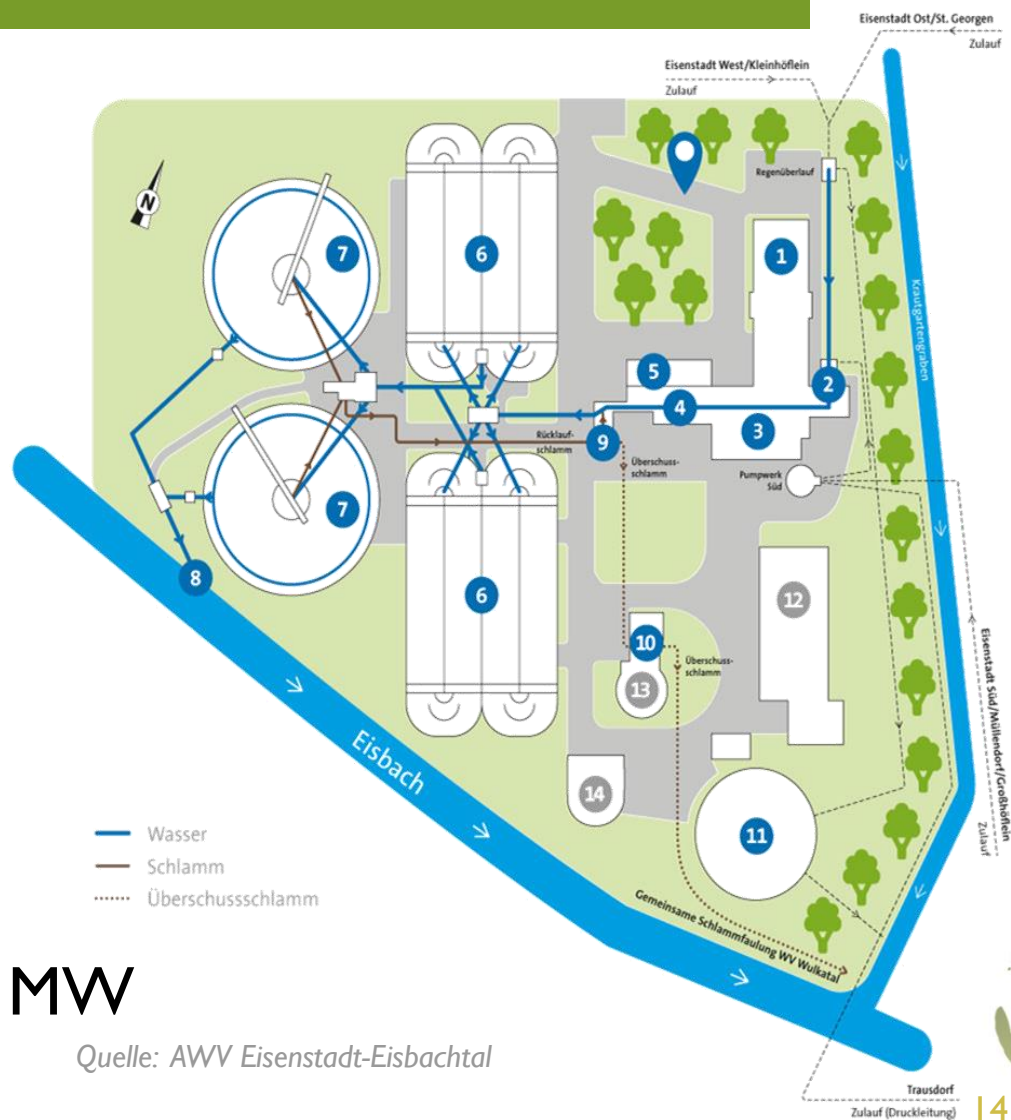 Eisenstadt Ost/St. Georgen
Zulauf
Eisenstadt West/Kleinhöflein
Zulauf
Regenüberlauf
N
7
6
1
Krautgartengraben
5
2
4
3
9
Rücklauf-
schlamm
Überschuss-
schlamm
Pumpwerk
Süd
7
8
6
12
10
Überschuss-
schlamm
13
Eisenstadt Süd/Müllendorf/Großhöflein
Zulauf
Eisbach
14
11
Wasser
Schlamm
Überschussschlamm
Gemeinsame Schlammfaulung WV Wulkatal
MW
Quelle: AWV Eisenstadt-Eisbachtal
Trausdorf
Zulauf (Druckleitung)
14